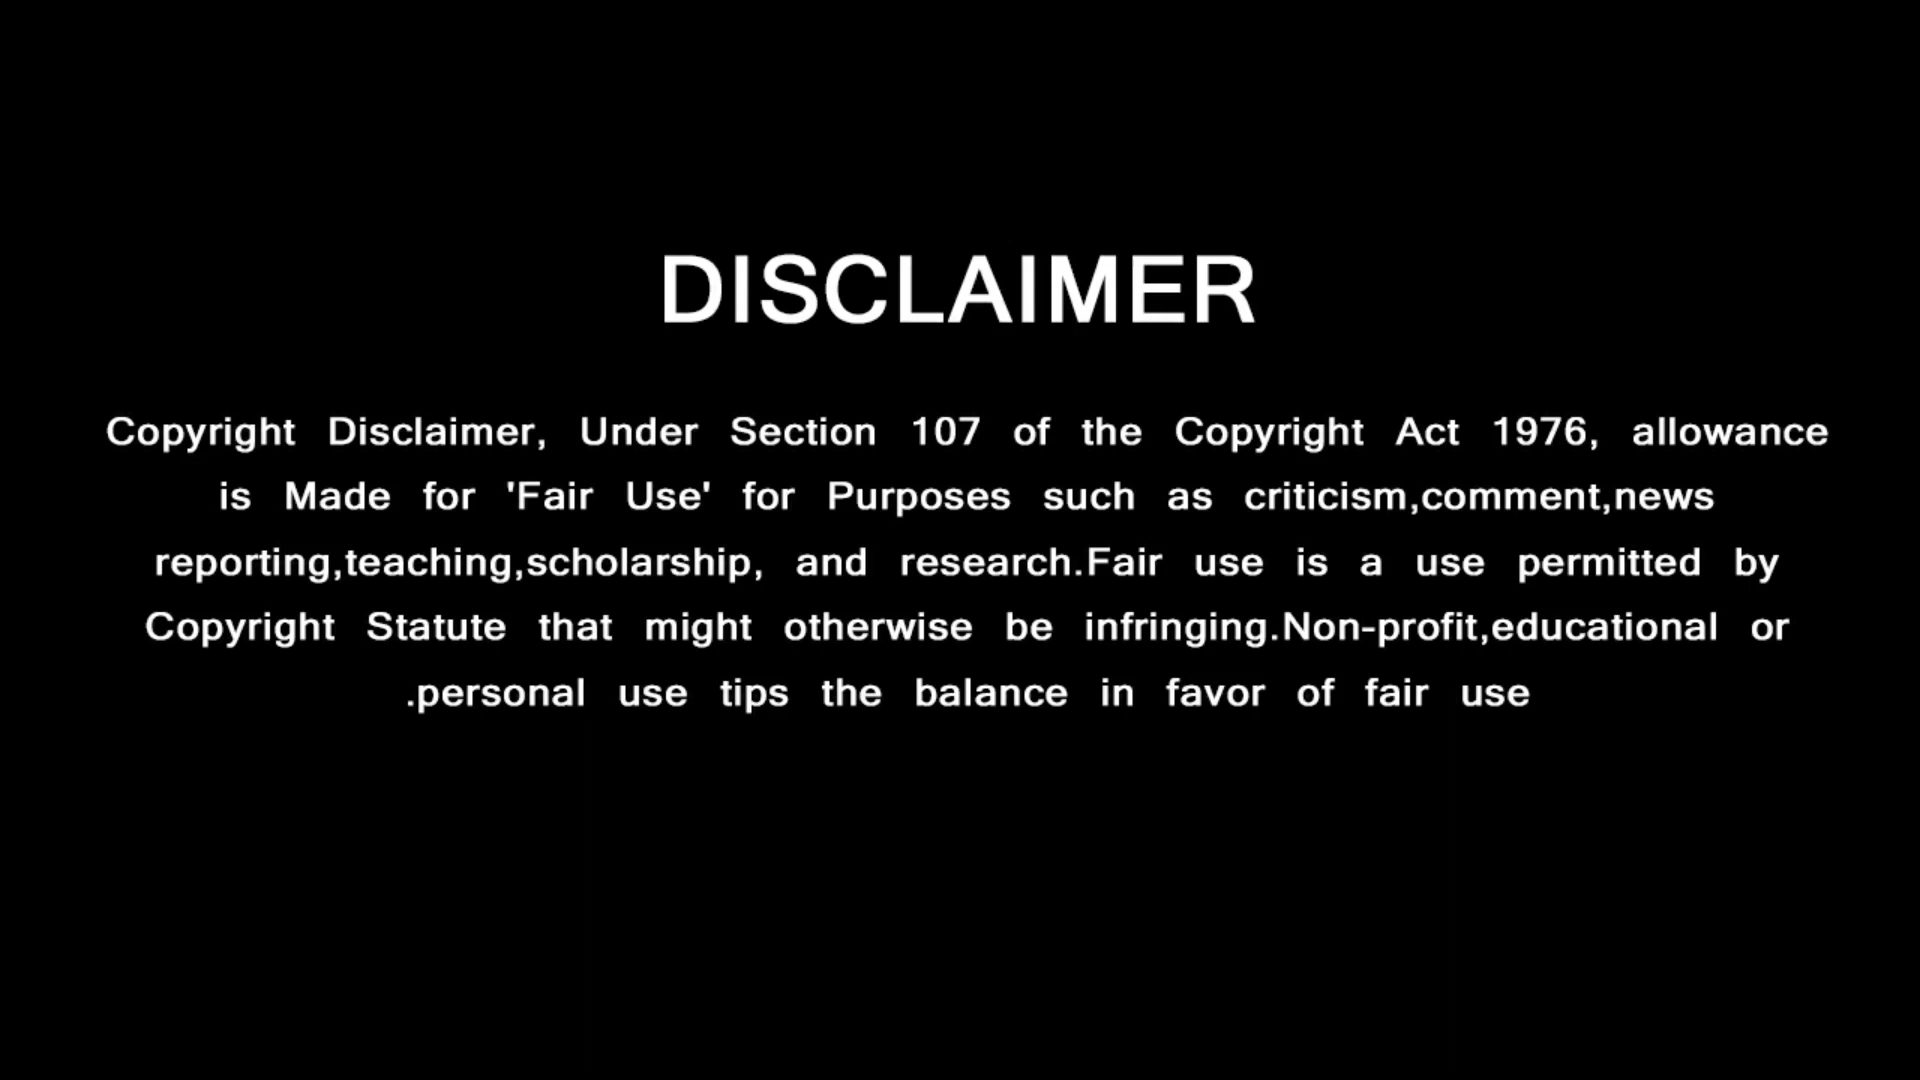 DISCLAIMER
Copyright Disclaimer, Under Section 107 of the Copyright Act 1976, allowance
is Made for 'Fair Use' for Purposes such as criticism,comment,news
reporting,teaching,scholarship, and research.Fair use is a use permitted by
Copyright Statute that might otherwise be infringing.Non-profit,educational or
.personal use tips the balance in favor of fair use